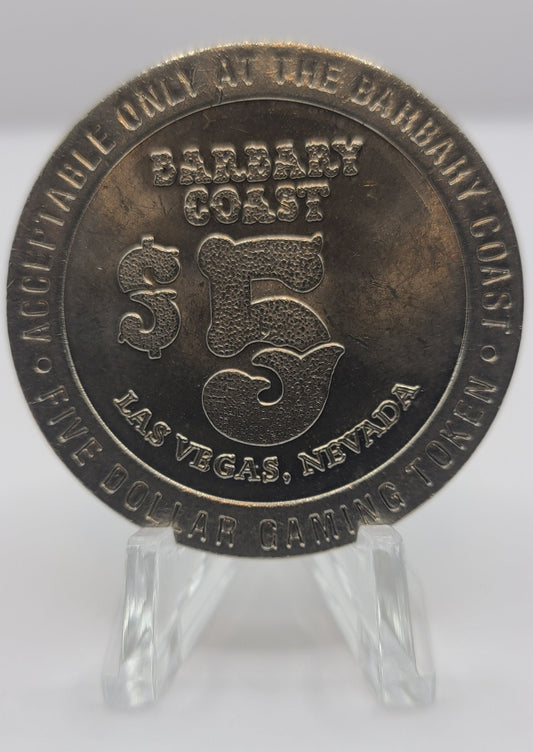 ACCEPTABLE ONLY AT THE BARBARY COAST
BARBARY
COAST
$5
LAS VEGAS, NEVADA
FIVE DOLLAR GAMING TOKEN